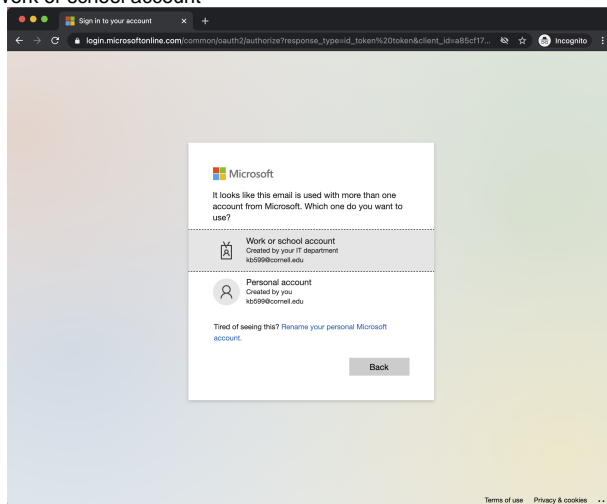 work or school account
Sign in to your account
login.microsoftonline.com/common/oauth2/authorize?response_type=id_token%20token&client_id=a85cf17...
Incognito
Microsoft
It looks like this email is used with more than one
account from Microsoft. Which one do you want to
use?
Work or school account
Created by your IT department
kb599@cornell.edu
Personal account
Created by you
kb599@cornell.edu
Tired of seeing this? Rename your personal Microsoft
account.
Back
Terms of use Privacy & cookies